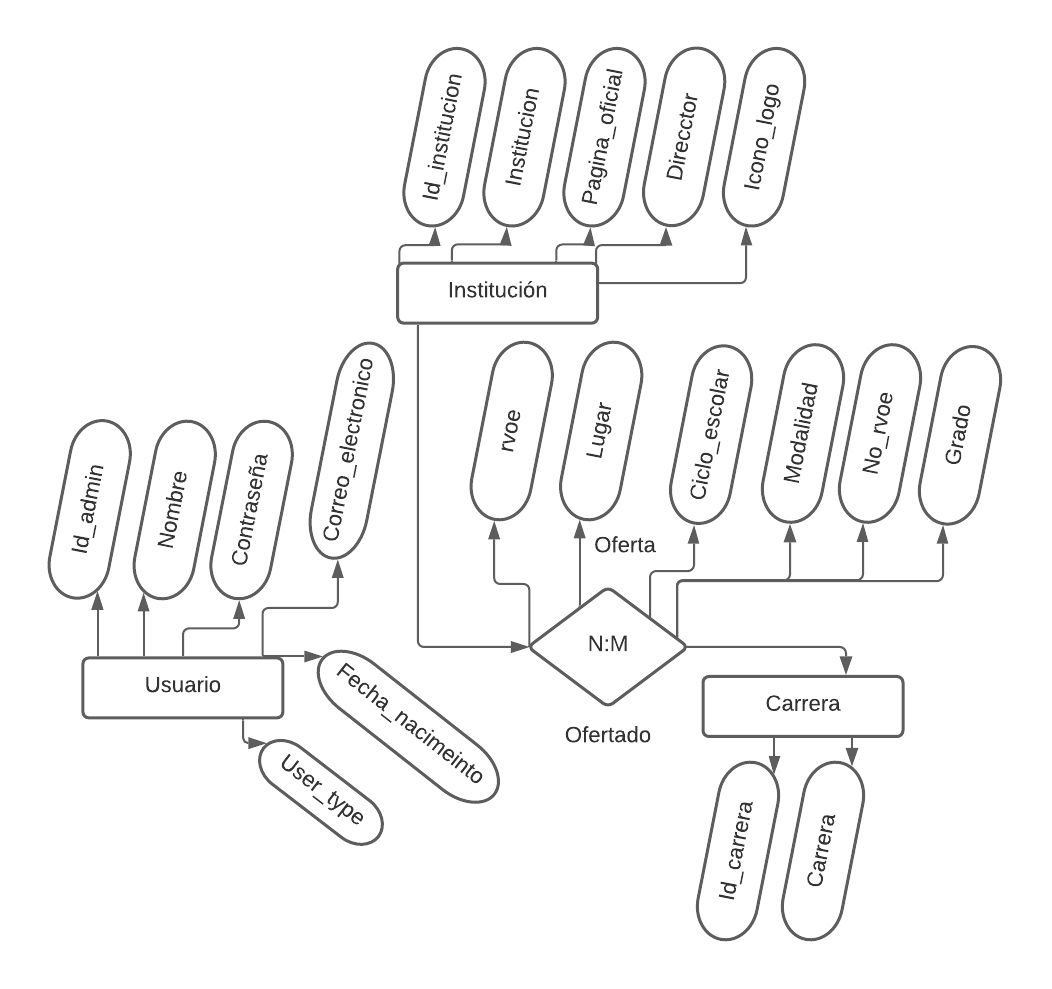 Id_institucion
Institucion
Pagina_oficial
Direcctor
Icono_logo
Institución
Id_admin
Nombre
Contraseña
Correo_electronico
rvoe
Lugar
Ciclo_escolar
Modalidad
No_rvoe
Grado
Oferta
N:M
Ofertado
Usuario
Fecha_nacimeinto
User_type
Carrera
Id_carrera
Carrera